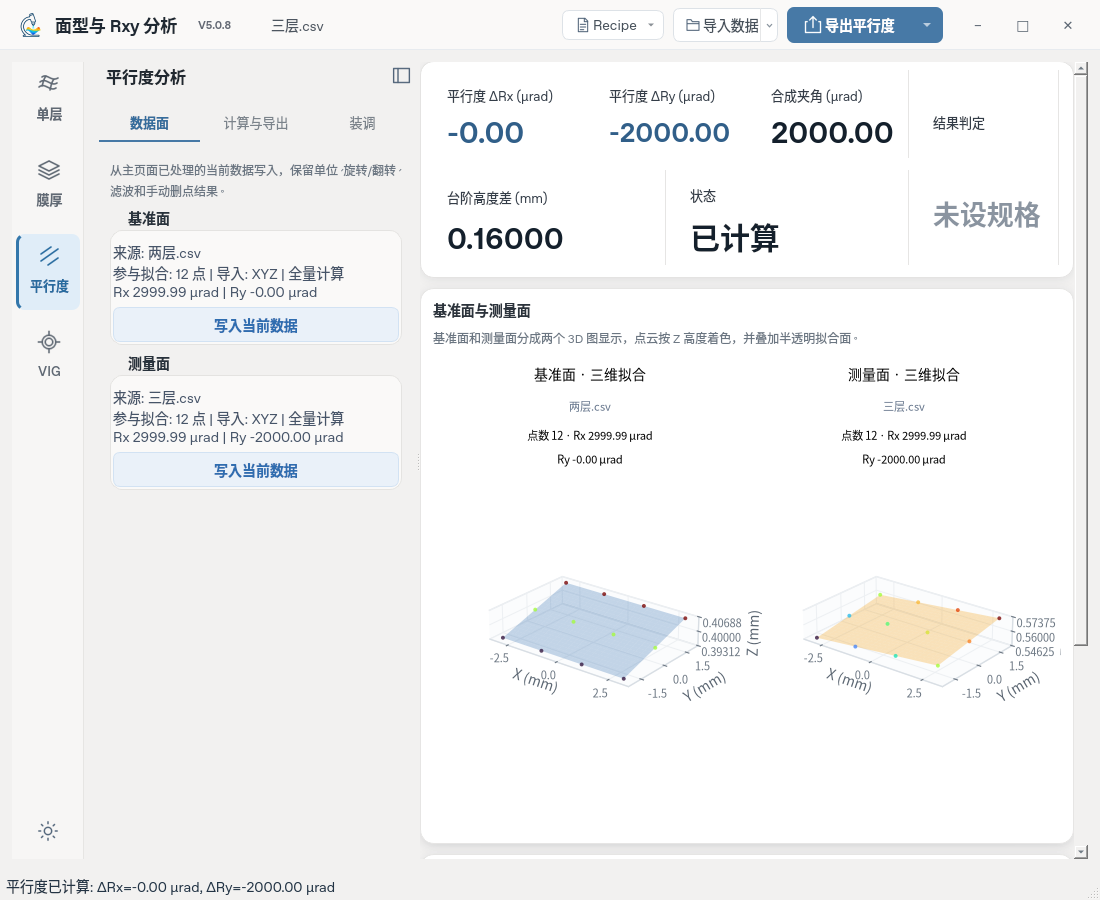 面型与 Rxy 分析 V5.0.8 三层.csv Recipe 导入数据 导出平行度
单层
膜厚
平行度
VIG
平行度分析
数据面 计算与导出 装调
从主页面已处理的当前数据写入，保留单位·旋转/翻转·
滤波和手动删点结果。
基准面
来源: 两层.csv
参与拟合: 12 点 | 导入: XYZ | 全量计算
Rx 2999.99 μrad | Ry -0.00 μrad
写入当前数据
测量面
来源: 三层.csv
参与拟合: 12 点 | 导入: XYZ | 全量计算
Rx 2999.99 μrad | Ry -2000.00 μrad
写入当前数据
平行度 ΔRx (μrad) 平行度 ΔRy (μrad) 合成夹角 (μrad) 结果判定
-0.00 -2000.00 2000.00
台阶高度差 (mm) 状态 未设规格
0.16000 已计算
基准面与测量面
基准面和测量面分成两个 3D 图显示，点云按 Z 高度着色，并叠加半透明拟合面。
基准面 · 三维拟合
两层.csv
点数 12 · Rx 2999.99 μrad
Ry -0.00 μrad
0.40688
0.40000
0.39312
Z (mm)
-2.5
0.0
2.5
X (mm)
-1.5
0.0
1.5
Y (mm)
测量面 · 三维拟合
三层.csv
点数 12 · Rx 2999.99 μrad
Ry -2000.00 μrad
0.57375
0.56000
0.54625
-2.5
0.0
2.5
X (mm)
-1.5
0.0
1.5
Y (mm)
平行度已计算: ΔRx=-0.00 μrad, ΔRy=-2000.00 μrad